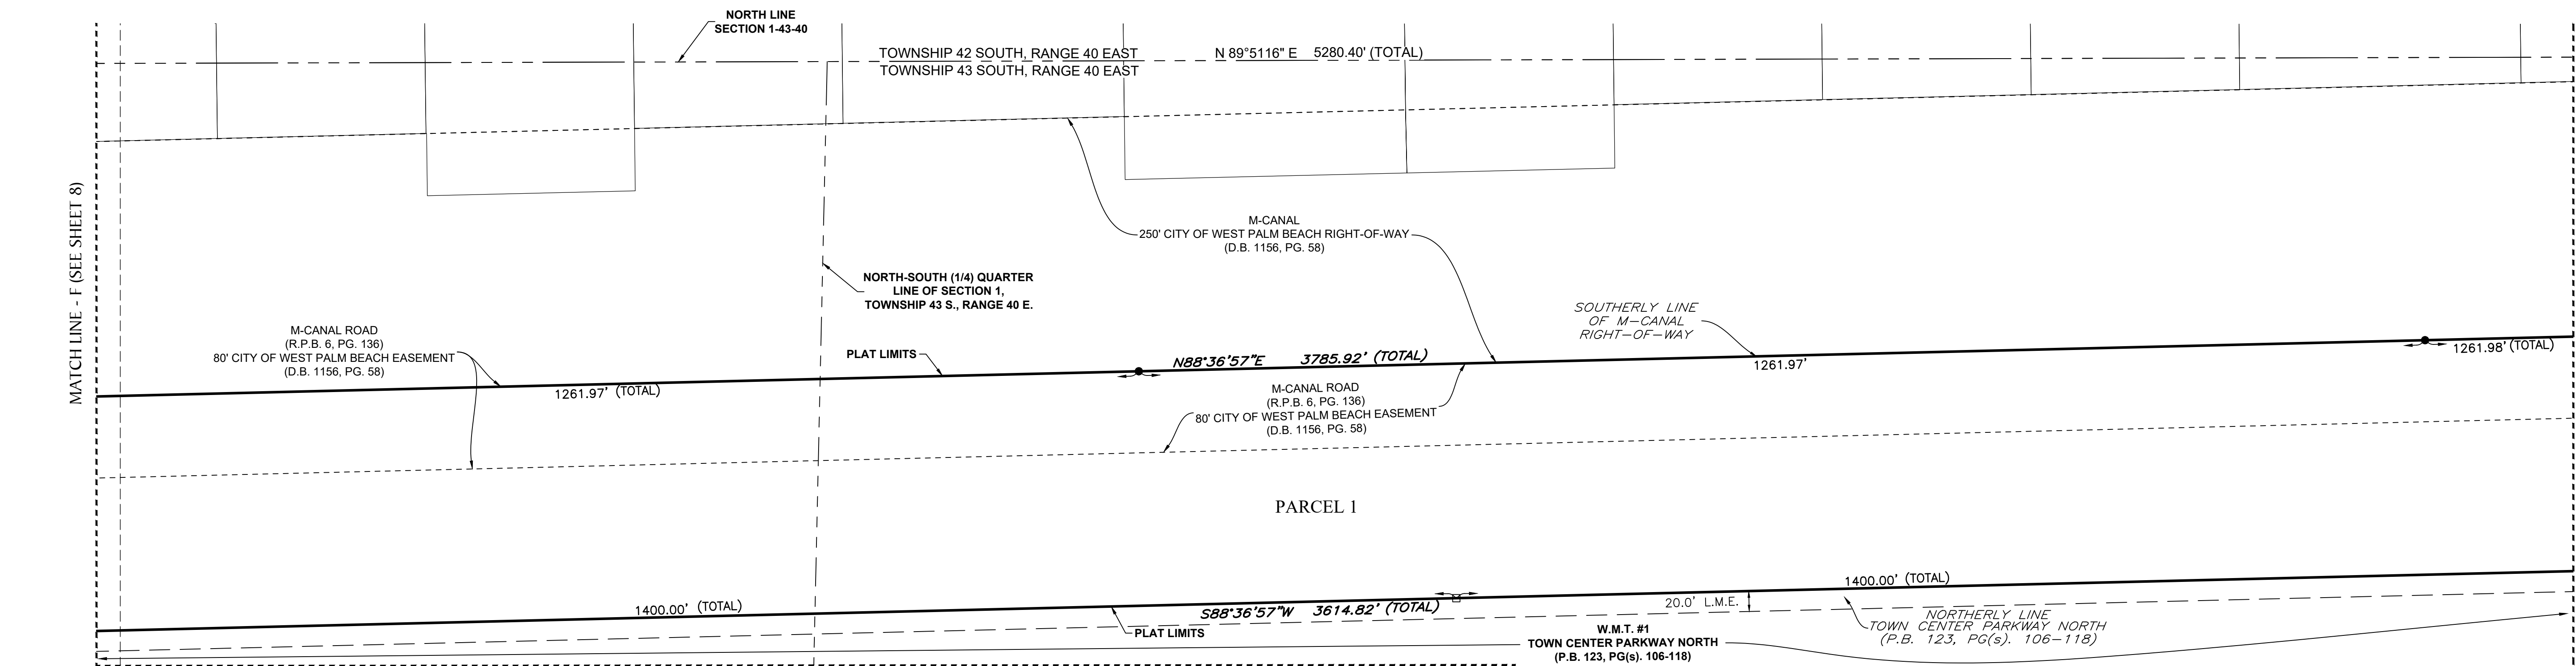 NORTH LINE
SECTION 1-43-40
TOWNSHIP 42 SOUTH, RANGE 40 EAST
N 89°5116" E 5280.40' (TOTAL)
TOWNSHIP 43 SOUTH, RANGE 40 EAST
MATCH LINE - F (SEE SHEET 8)
M-CANAL
250' CITY OF WEST PALM BEACH RIGHT-OF-WAY
(D.B. 1156, PG. 58)
NORTH-SOUTH (1/4) QUARTER
LINE OF SECTION 1,
TOWNSHIP 43 S., RANGE 40 E.
SOUTHERLY LINE
OF M-CANAL
RIGHT-OF-WAY
M-CANAL ROAD
(R.P.B. 6, PG. 136)
80' CITY OF WEST PALM BEACH EASEMENT
(D.B. 1156, PG. 58)
PLAT LIMITS
N88°36'57"E 3785.92' (TOTAL)
1261.97' (TOTAL)
1261.97'
1261.98' (TOTAL)
M-CANAL ROAD
(R.P.B. 6, PG. 136)
80' CITY OF WEST PALM BEACH EASEMENT
(D.B. 1156, PG. 58)
PARCEL 1
1400.00' (TOTAL)
S88°36'57"W 3614.82' (TOTAL)
1400.00' (TOTAL)
20.0' L.M.E.
PLAT LIMITS
W.M.T. #1
TOWN CENTER PARKWAY NORTH
(P.B. 123, PG(s). 106-118)
NORTHERLY LINE
TOWN CENTER PARKWAY NORTH
(P.B. 123, PG(s). 106-118)